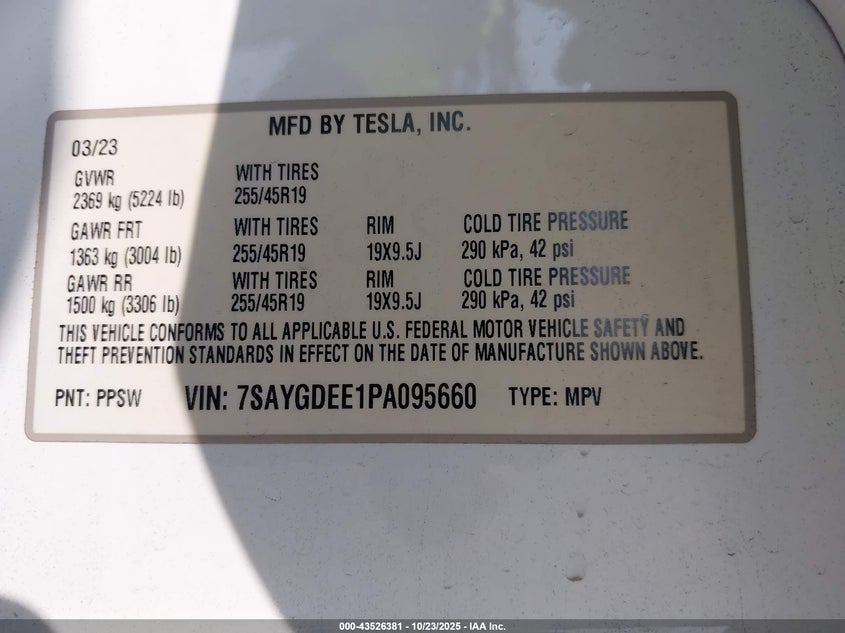 MFD BY TESLA, INC.
03/23
GVWR WITH TIRES
2369 kg (5224 lb) 255/45R19
GAWR FRT WITH TIRES RIM COLD TIRE PRESSURE
1363 kg (3004 lb) 255/45R19 19X9.5J 290 kPa, 42 psi
GAWR RR WITH TIRES RIM COLD TIRE PRESSURE
1500 kg (3306 lb) 255/45R19 19X9.5J 290 kPa, 42 psi
THIS VEHICLE CONFORMS TO ALL APPLICABLE U.S. FEDERAL MOTOR VEHICLE SAFETY AND
THEFT PREVENTION STANDARDS IN EFFECT ON THE DATE OF MANUFACTURE SHOWN ABOVE.
PNT: PPSW VIN: 7SAYGDEE1PA095660 TYPE: MPV
000-43526381 - 10/23/2025 - IAA Inc.